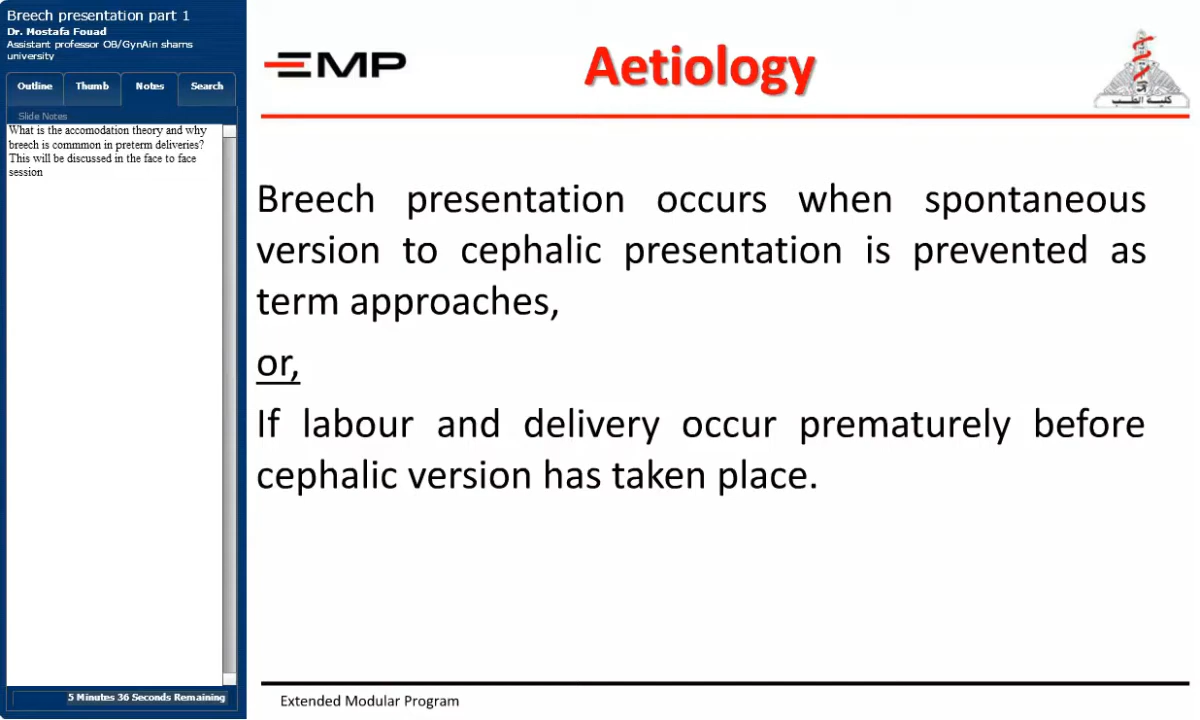 Breech presentation part 1
Dr. Mostafa Fouad
Assistant professor OB/GynAin shams
university
Outline Thumb Notes Search
Slide Notes
What is the accomodation theory and why
breech is commmon in preterm deliveries?
This will be discussed in the face to face
session
5 Minutes 36 Seconds Remaining
EMP
Aetiology
كلية الطب
Breech presentation occurs when spontaneous
version to cephalic presentation is prevented as
term approaches,
or,
If labour and delivery occur prematurely before
cephalic version has taken place.
Extended Modular Program